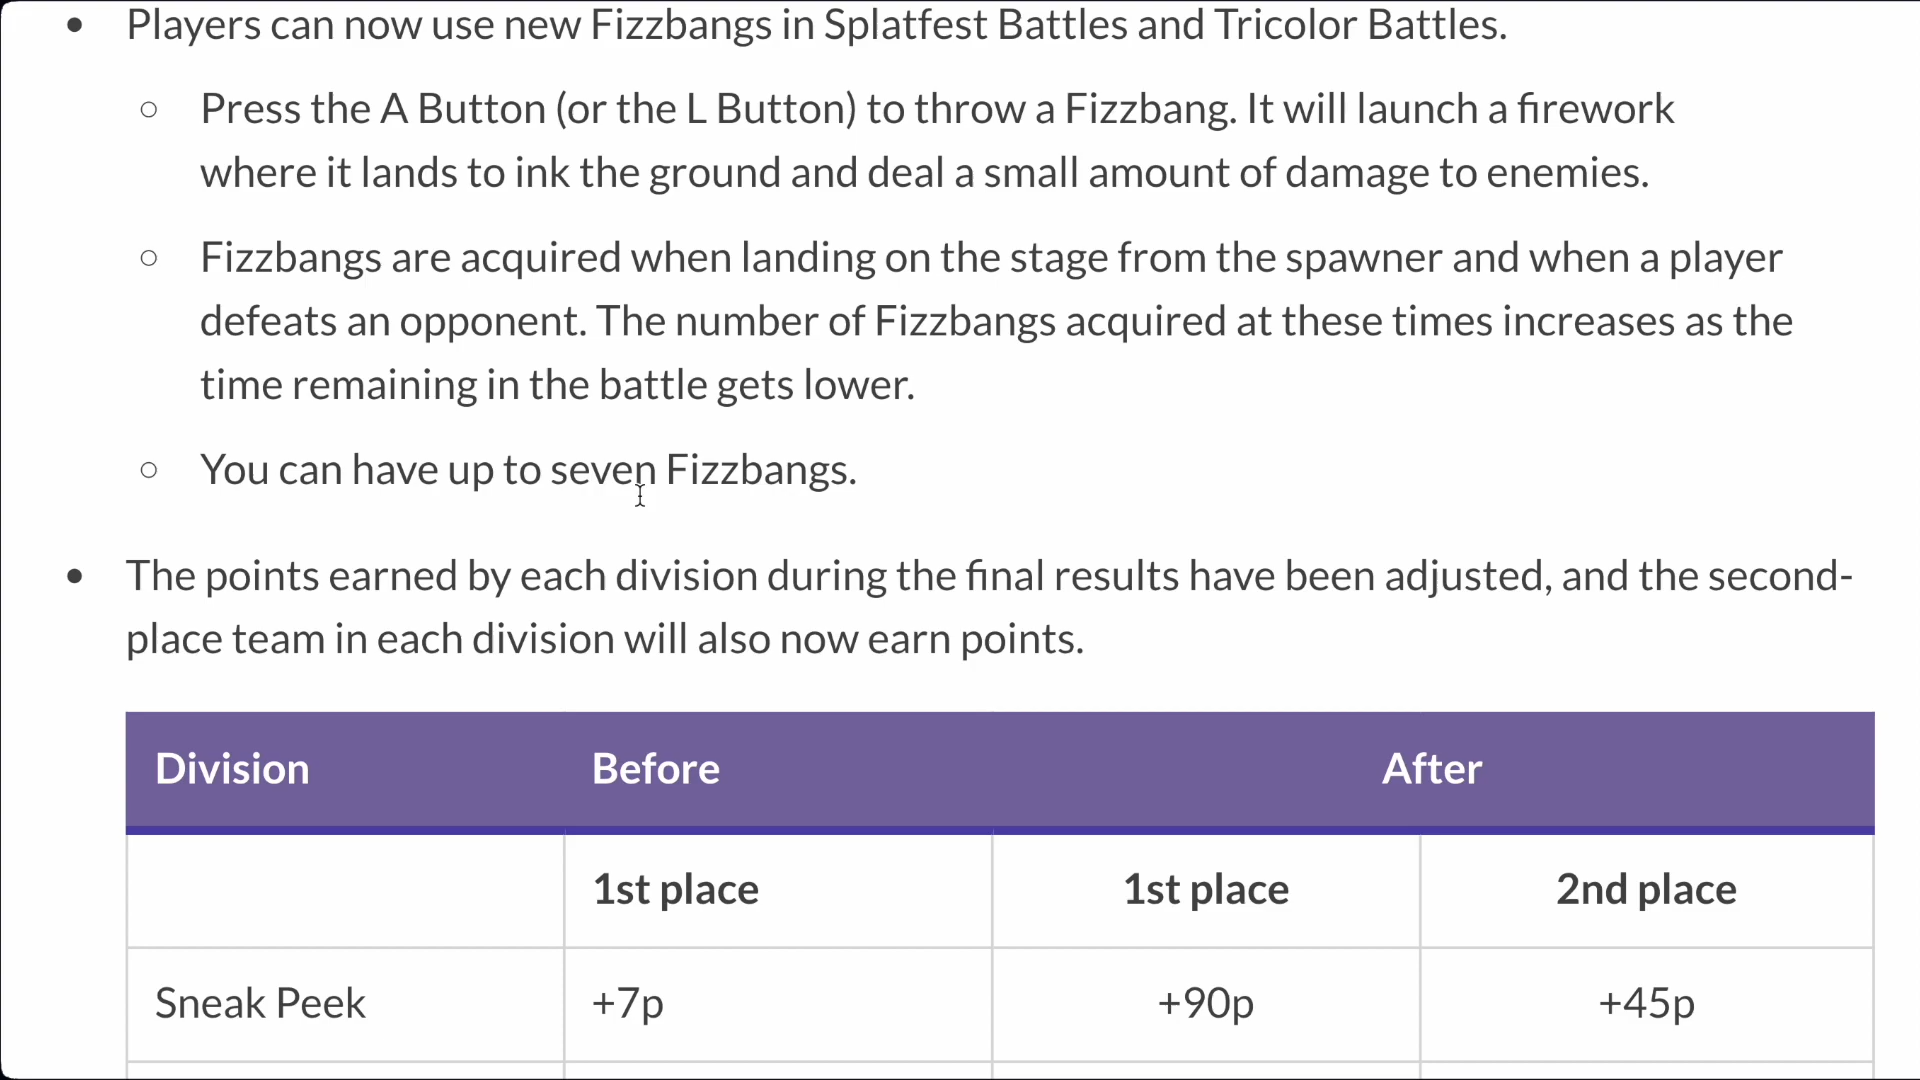 Players can now use new Fizzbangs in Splatfest Battles and Tricolor Battles.
Press the A Button (or the L Button) to throw a Fizzbang. It will launch a firework
where it lands to ink the ground and deal a small amount of damage to enemies.
Fizzbangs are acquired when landing on the stage from the spawner and when a player
defeats an opponent. The number of Fizzbangs acquired at these times increases as the
time remaining in the battle gets lower.
You can have up to seven Fizzbangs.
The points earned by each division during the final results have been adjusted, and the second-
place team in each division will also now earn points.
Division Before After
1st place 1st place 2nd place
Sneak Peek +7p +90p +45p